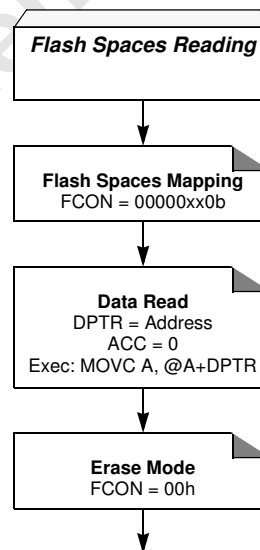 Flash Spaces Reading
Flash Spaces Mapping
FCON = 00000xx0b
Data Read
DPTR = Address
ACC = 0
Exec: MOVC A, @A+DPTR
Erase Mode
FCON = 00h